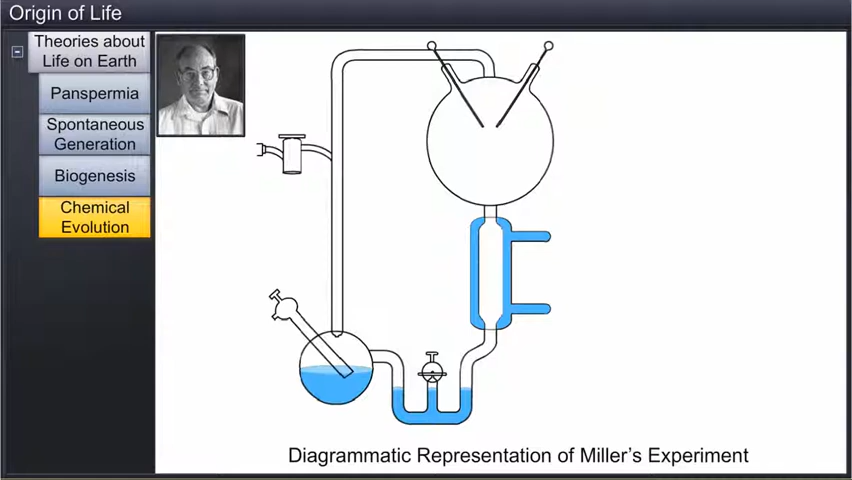 Origin of Life
Theories about
Life on Earth
Panspermia
Spontaneous
Generation
Biogenesis
Chemical
Evolution
Diagrammatic Representation of Miller's Experiment